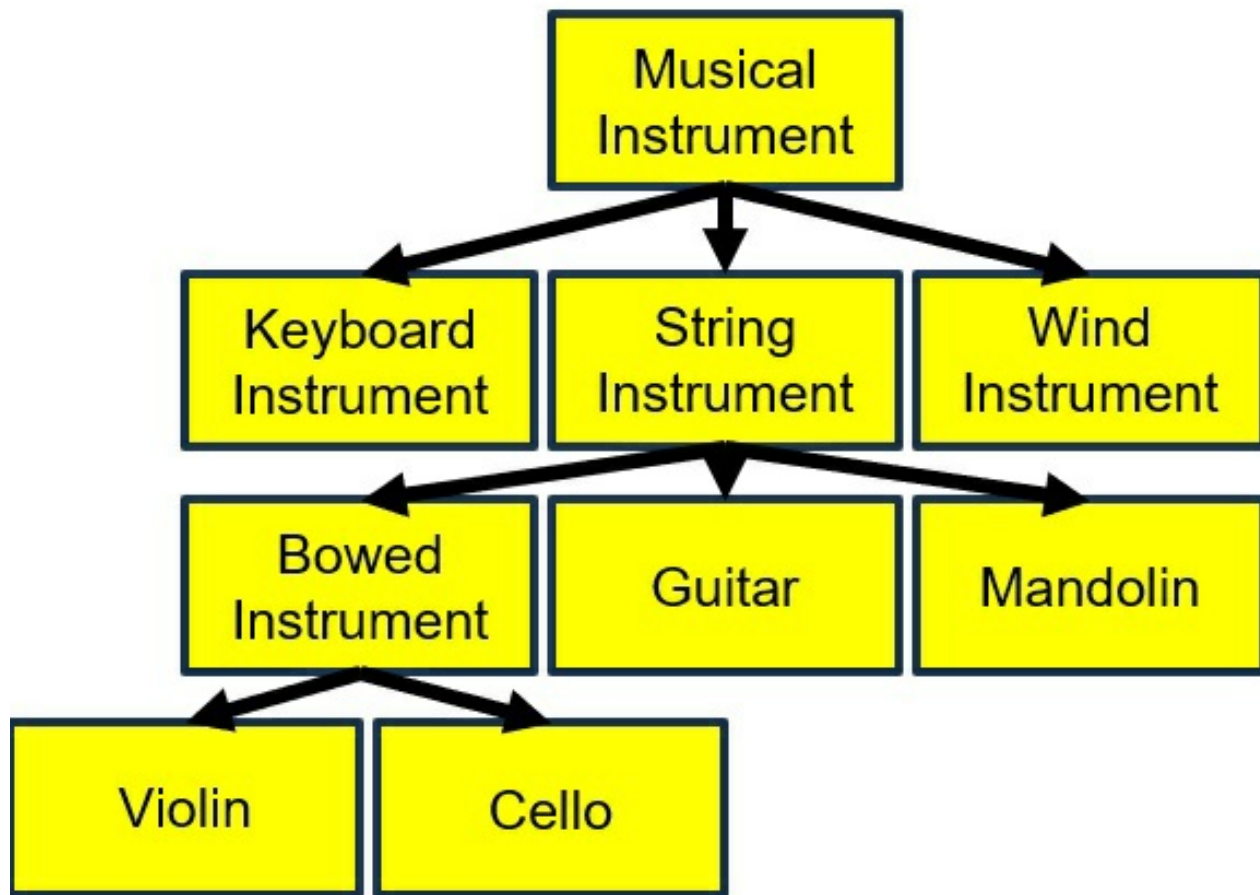 Musical
Instrument
Keyboard
Instrument
String
Instrument
Wind
Instrument
Bowed
Instrument
Guitar
Mandolin
Violin
Cello